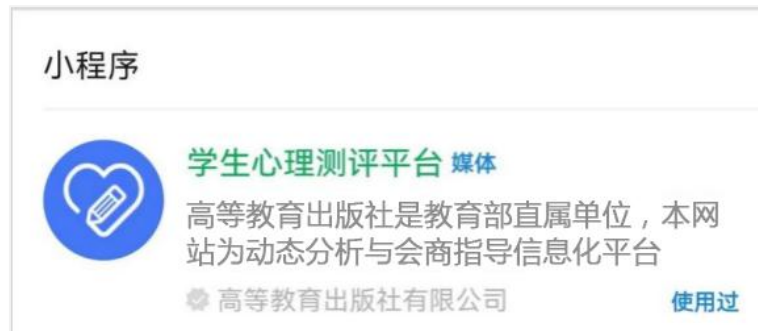 小程序
学生心理测评平台 媒体
高等教育出版社是教育部直属单位，本网
站为动态分析与会商指导信息化平台
高等教育出版社有限公司 使用过